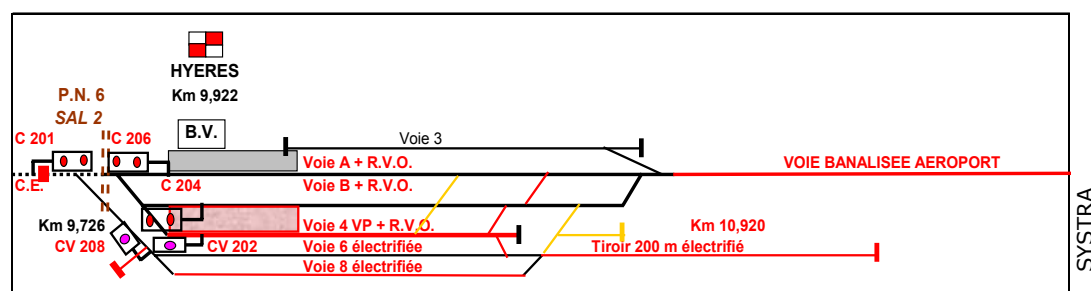 HYERES
Km 9,922
P.N. 6
SAL 2
C 201
C 206
B.V.
Voie 3
Voie A + R.V.O.
VOIE BANALISEE AEROPORT
C.E.
C 204
Voie B + R.V.O.
Km 9,726
Voie 4 VP + R.V.O.
Km 10,920
CV 208
CV 202
Voie 6 électrifiée
Tiroir 200 m électrifié
Voie 8 électrifiée
SYSTRA